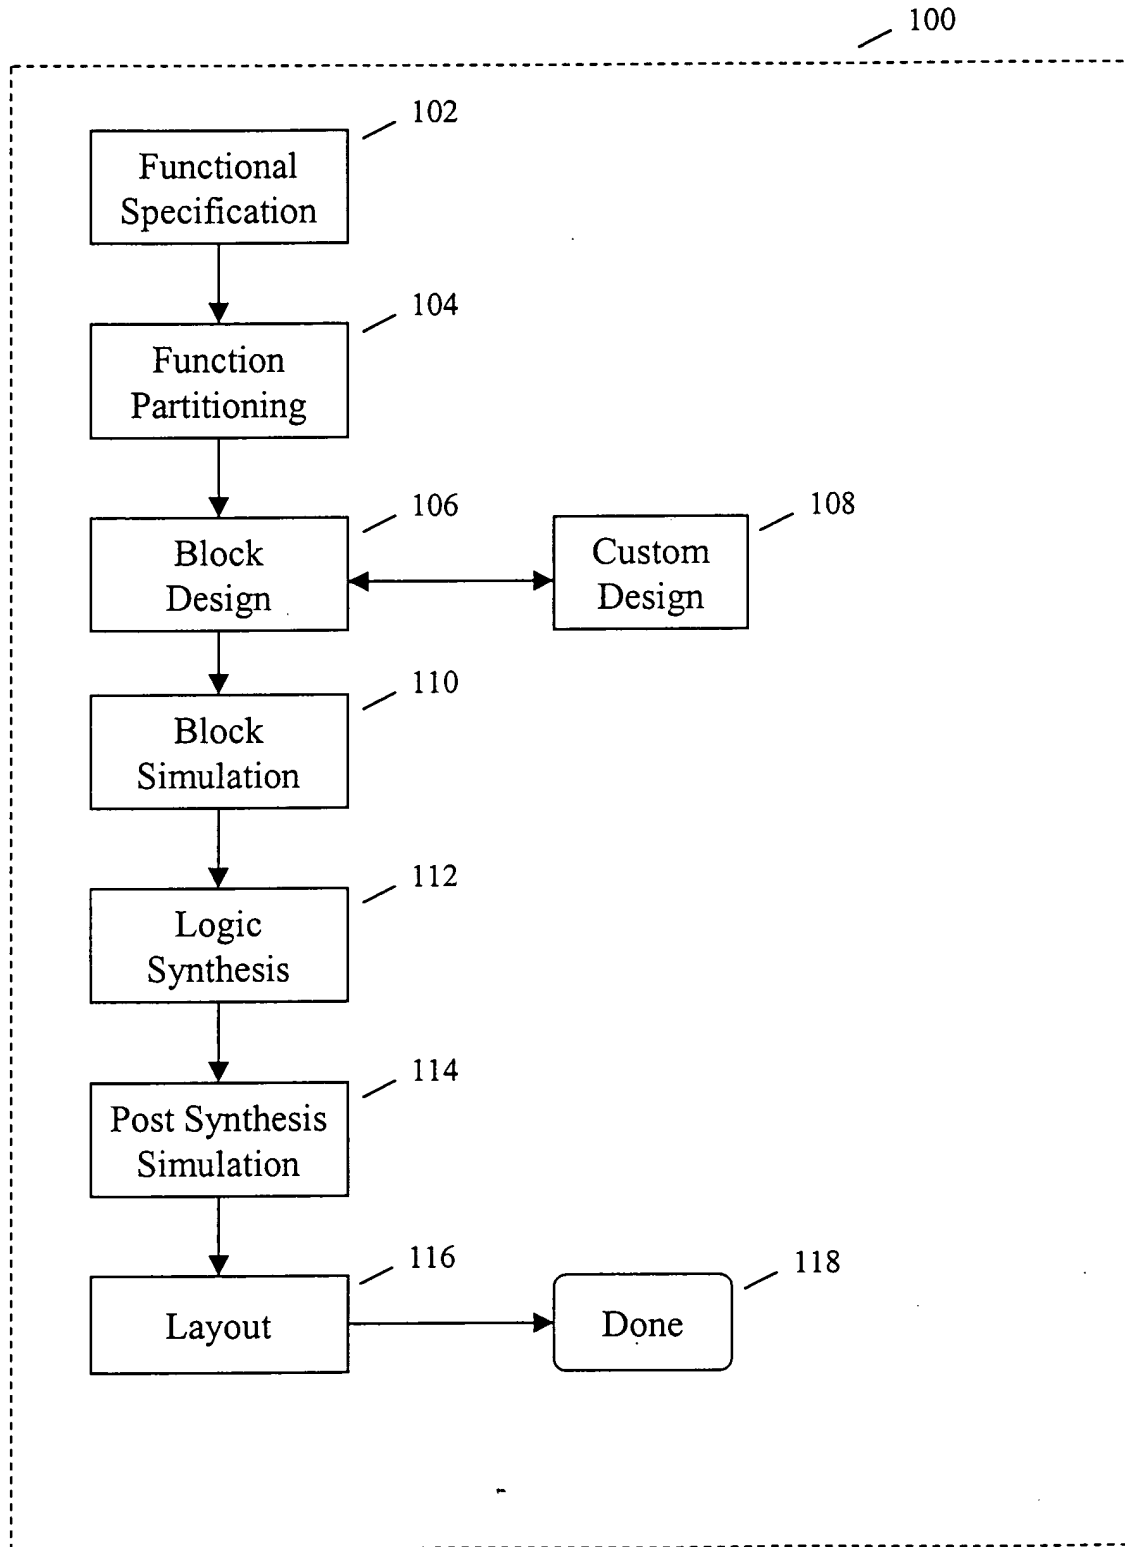 100
102
Functional
Specification
104
Function
Partitioning
106
Block
Design
108
Custom
Design
110
Block
Simulation
112
Logic
Synthesis
114
Post Synthesis
Simulation
116
Layout
118
Done